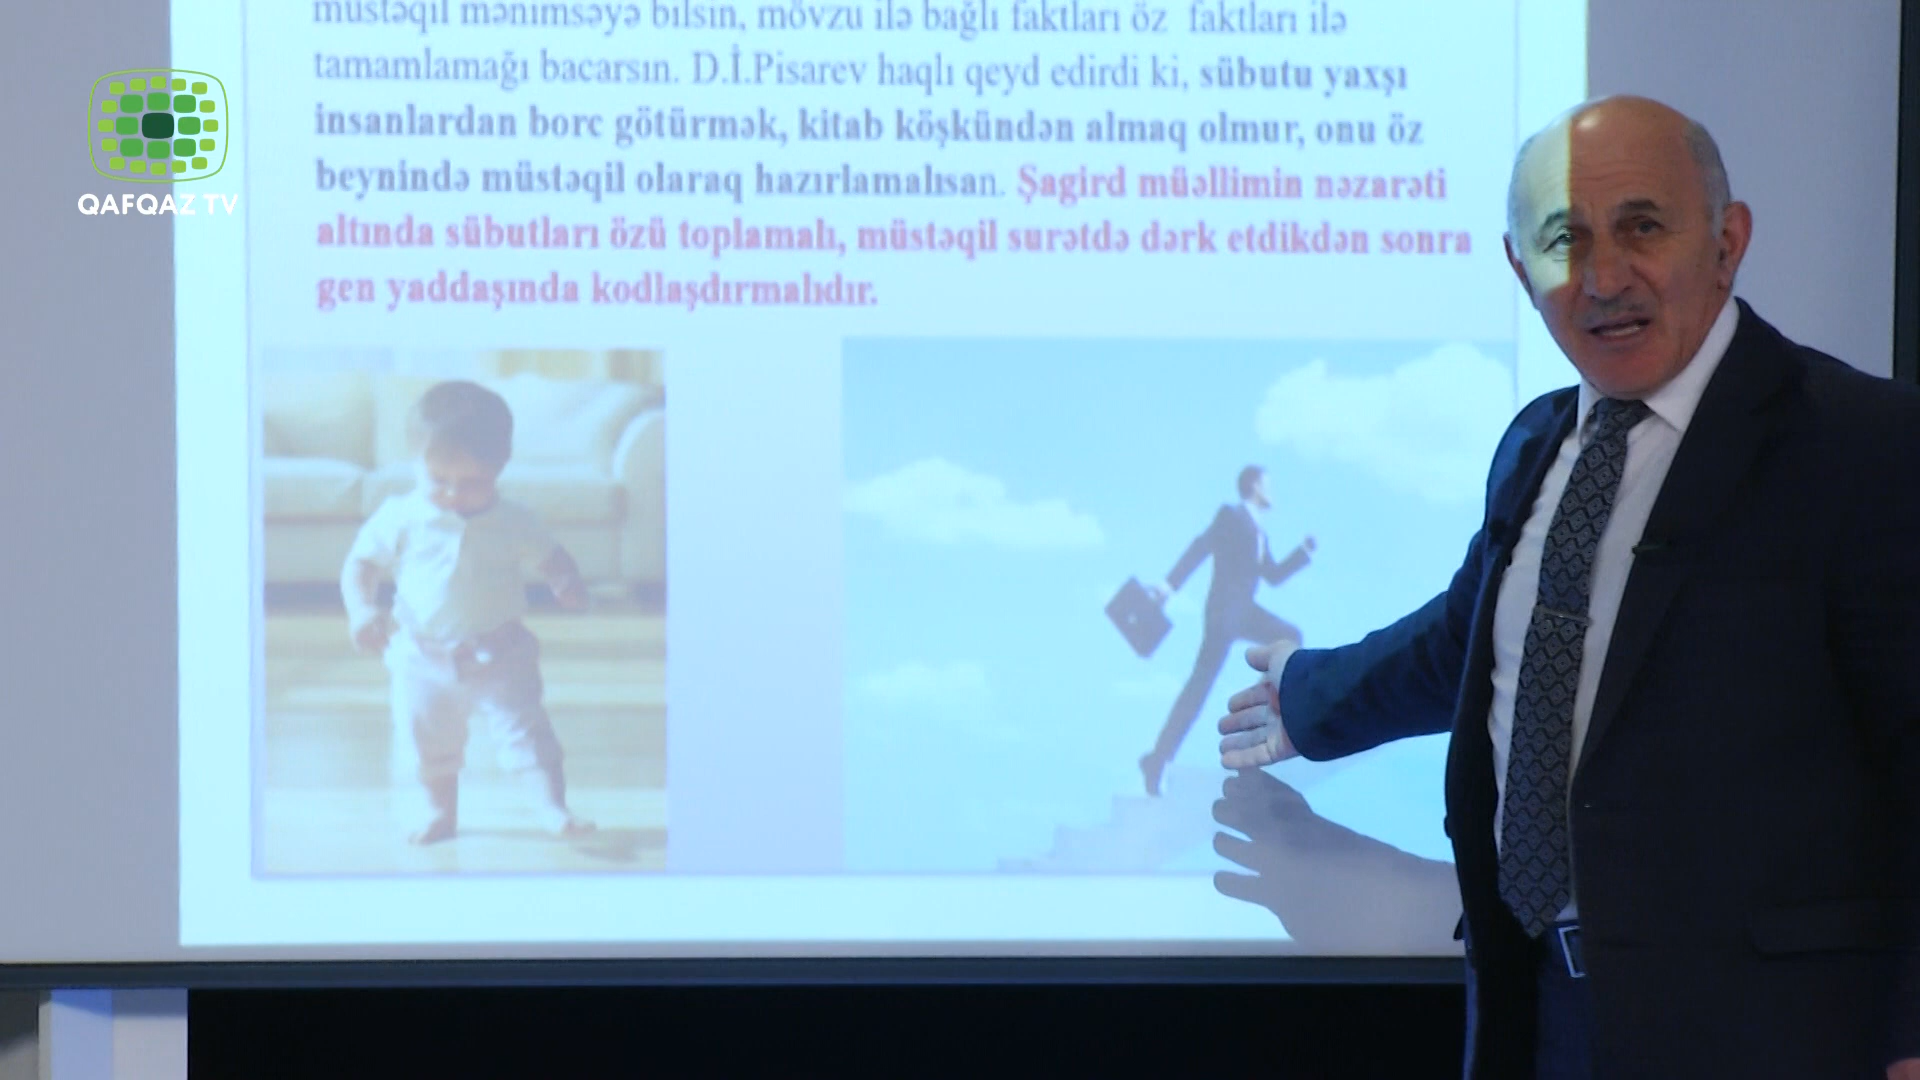 müstəqil mənimsəyə bilsin, mövzu ilə bağlı faktları öz faktları ilə
tamamlamağı bacarsın. D.İ.Pisarev haqlı qeyd edirdi ki, sübutu yaxşı
insanlardan borc götürmək, kitab köşkündən almaq olmur, onu öz
beynində müstəqil olaraq hazırlamalısan. Şagird müəllimin nəzarəti
altında sübutları özü toplamalı, müstəqil surətdə dərk etdikdən sonra
gen yaddaşında kodlaşdırmalıdır.
QAFQAZ TV